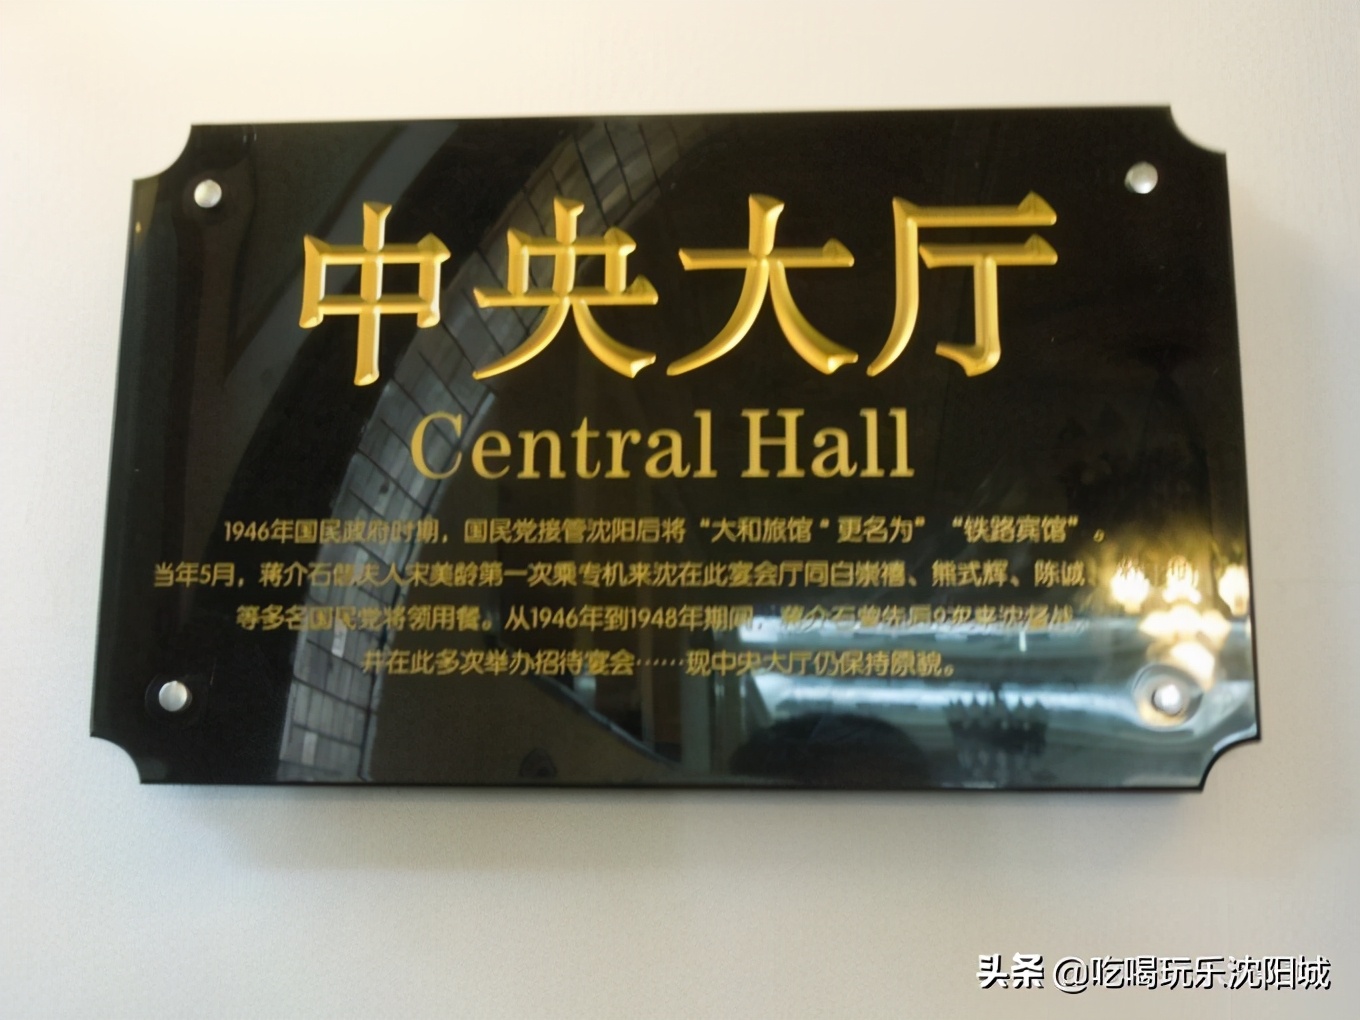 中央大厅
Central Hall
1946年国民政府时期，国民党接管沈阳后将“大和旅馆“更名为”“铁路宾馆”。
当年5月，蒋介石偕夫人宋美龄第一次乘专机来沈在此宴会厅同白崇禧、熊式辉、陈诚、
等多名国民党将领用餐。从1946年到1948年期间，蒋介石曾先后9次来沈督战，
并在此多次举办招待宴会……现中央大厅仍保持原貌。
头条 @吃喝玩乐沈阳城